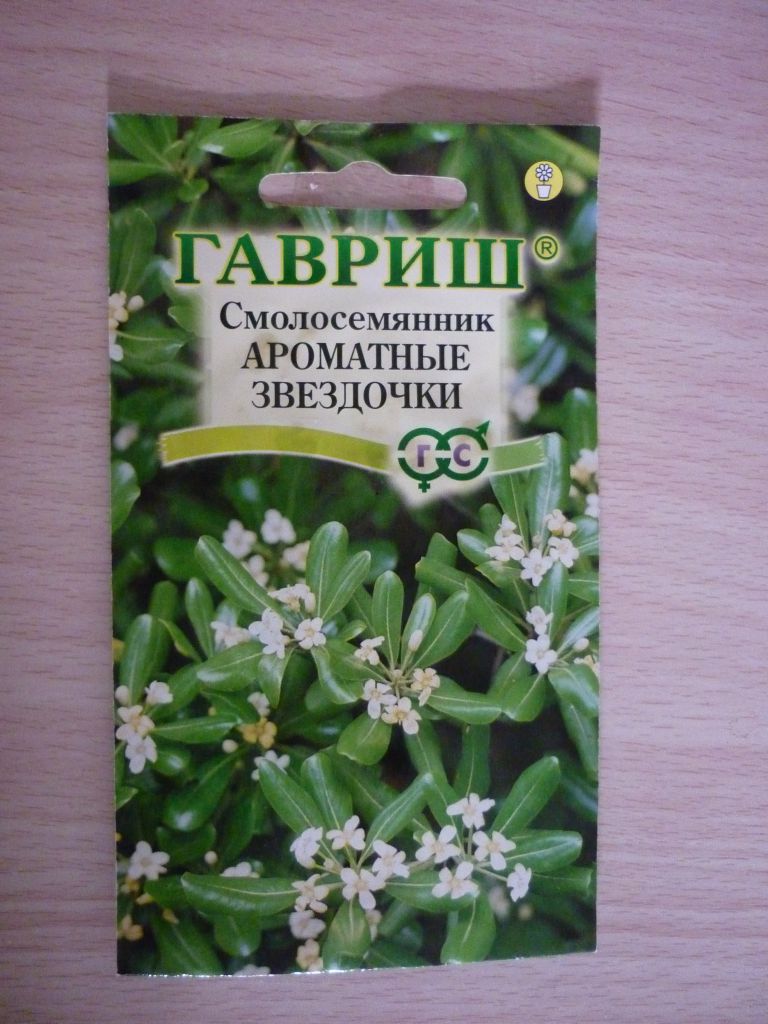 ГАВРИШ®
Смолосемянник
АРОМАТНЫЕ
ЗВЕЗДОЧКИ
Г С